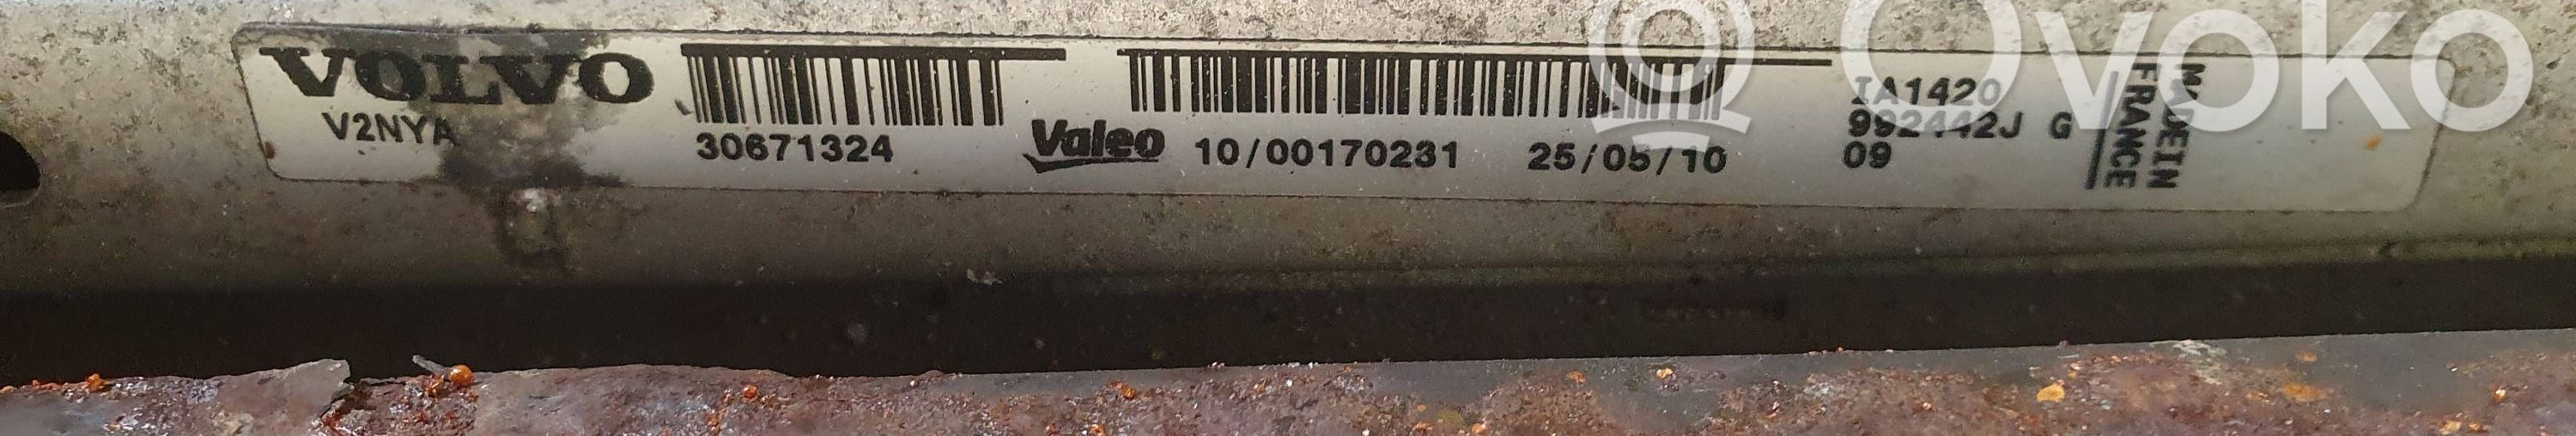 VOLVO
V2NYA
30671324
Valeo
10/00170231 25/05/10
IA1420
992442J G
09
MADE IN
FRANCE
Ovoko